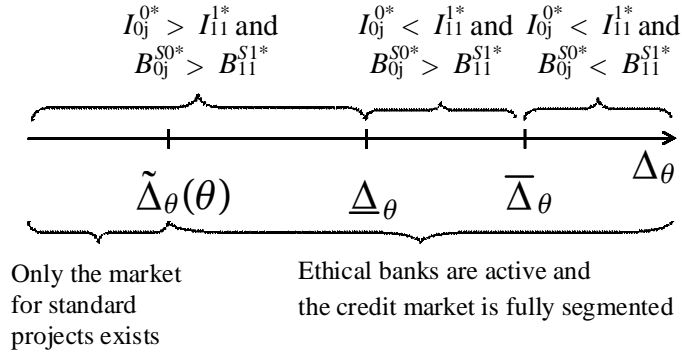 I_{0j}^{0*} > I_{11}^{1*} and I_{0j}^{0*} < I_{11}^{1*} and I_{0j}^{0*} < I_{11}^{1*} and
B_{0j}^{S0*} > B_{11}^{S1*} B_{0j}^{S0*} > B_{11}^{S1*} B_{0j}^{S0*} < B_{11}^{S1*}
Δ_θ
Δ̃_θ(θ) Δ̲_θ Δ̅_θ
Only the market
for standard
projects exists
Ethical banks are active and
the credit market is fully segmented